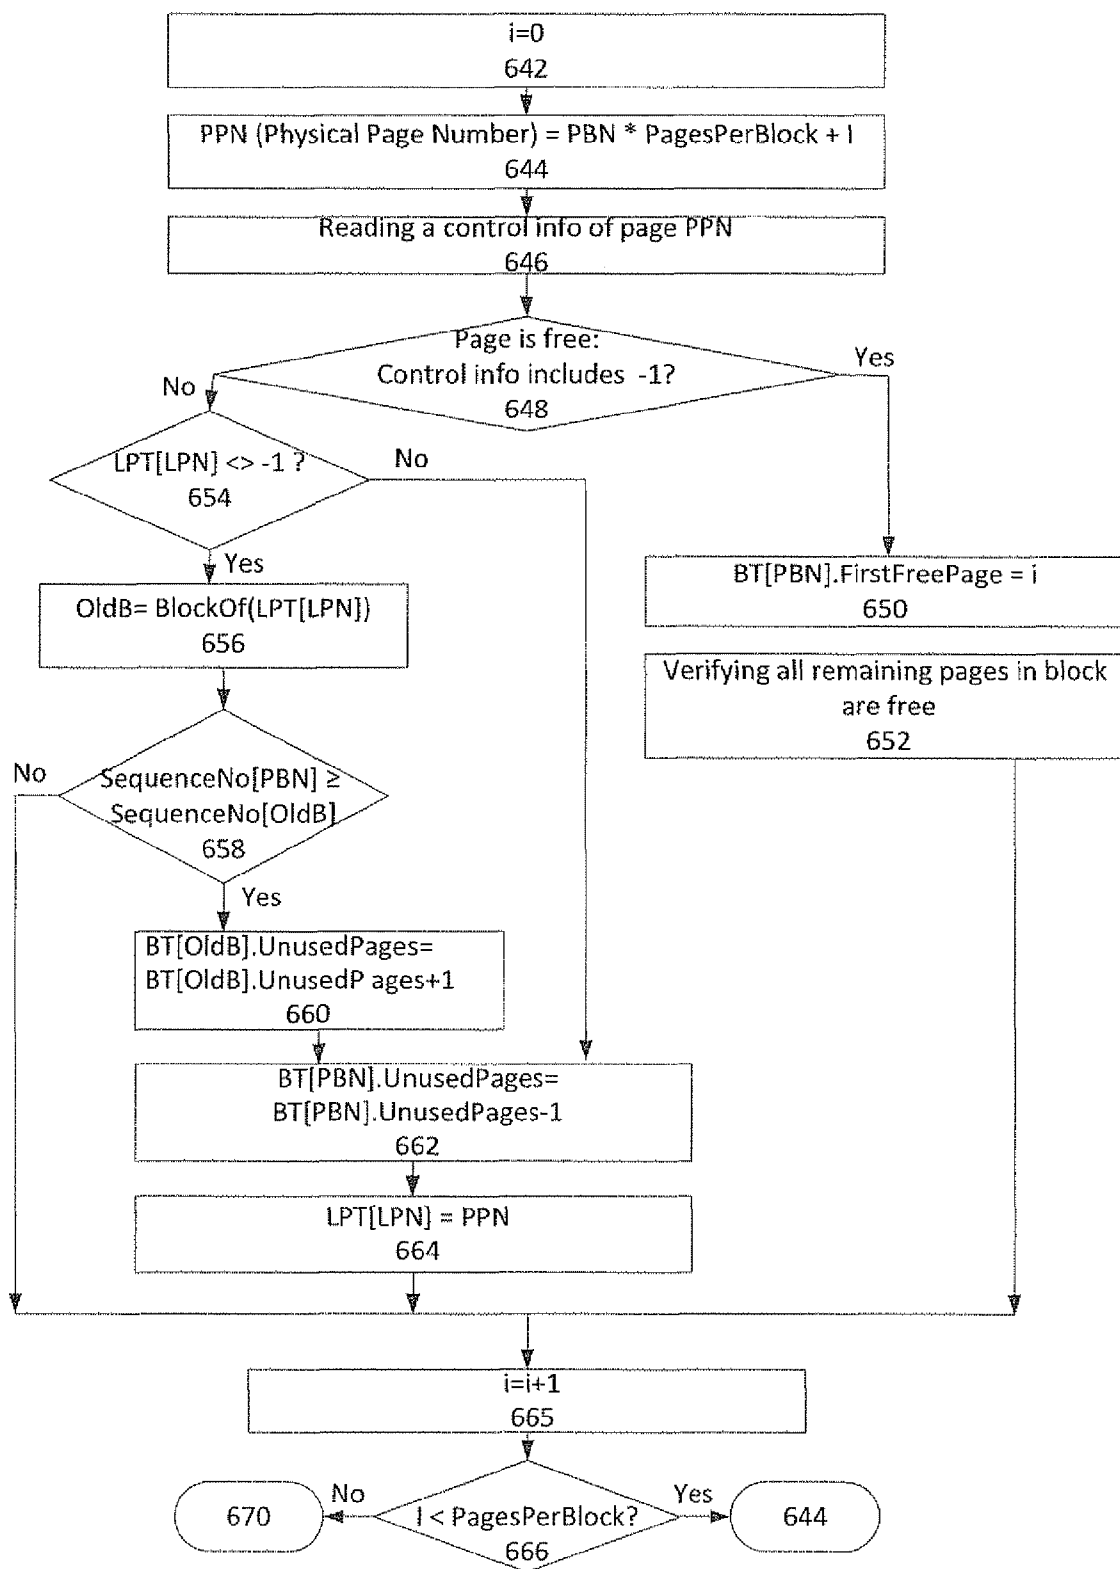 i=0
642
PPN (Physical Page Number) = PBN * PagesPerBlock + I
644
Reading a control info of page PPN
646
Page is free:
Control info includes -1?
648
Yes
No
LPT[LPN] <> -1 ?
654
No
Yes
BT[PBN].FirstFreePage = i
650
OldB= BlockOf(LPT[LPN])
656
Verifying all remaining pages in block
are free
652
No
SequenceNo[PBN] ≥
SequenceNo[OldB]
658
Yes
BT[OldB].UnusedPages=
BT[OldB].UnusedP ages+1
660
BT[PBN].UnusedPages=
BT[PBN].UnusedPages-1
662
LPT[LPN] = PPN
664
i=i+1
665
No
Yes
670
I < PagesPerBlock?
666
644